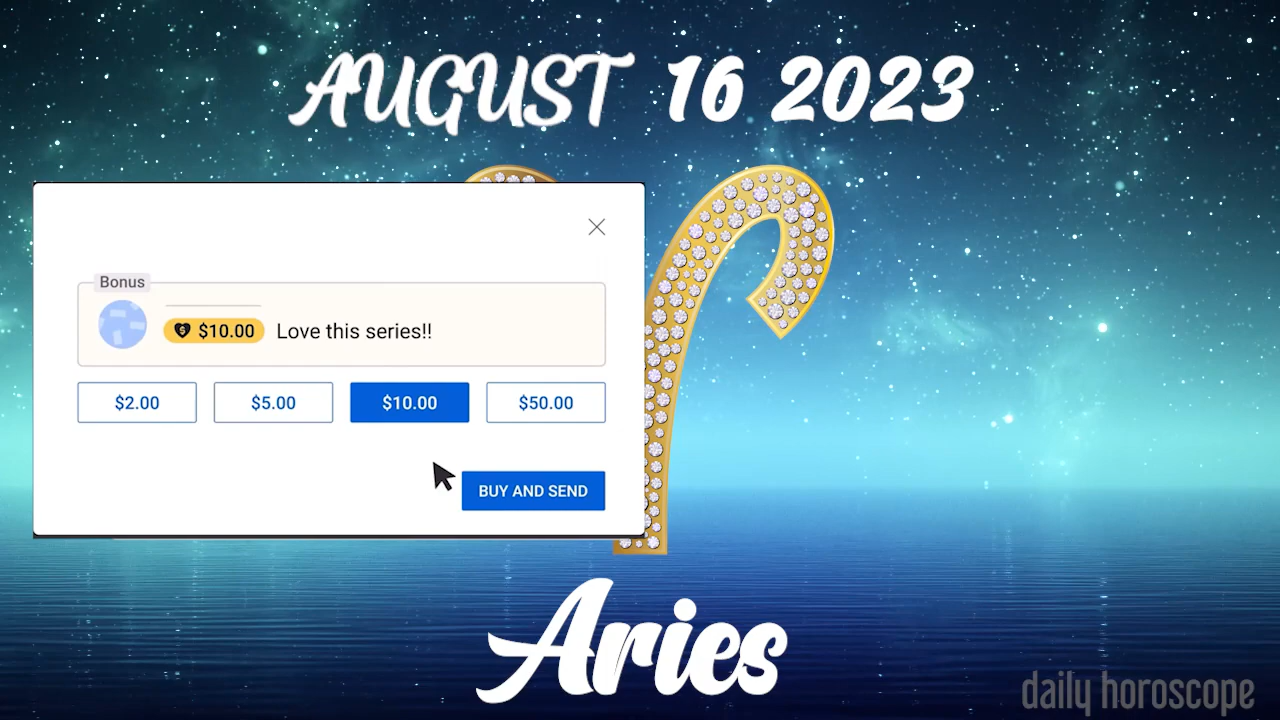 AUGUST 16 2023
Bonus
$10.00 Love this series!!
$2.00 $5.00 $10.00 $50.00
BUY AND SEND
Aries
daily horoscope